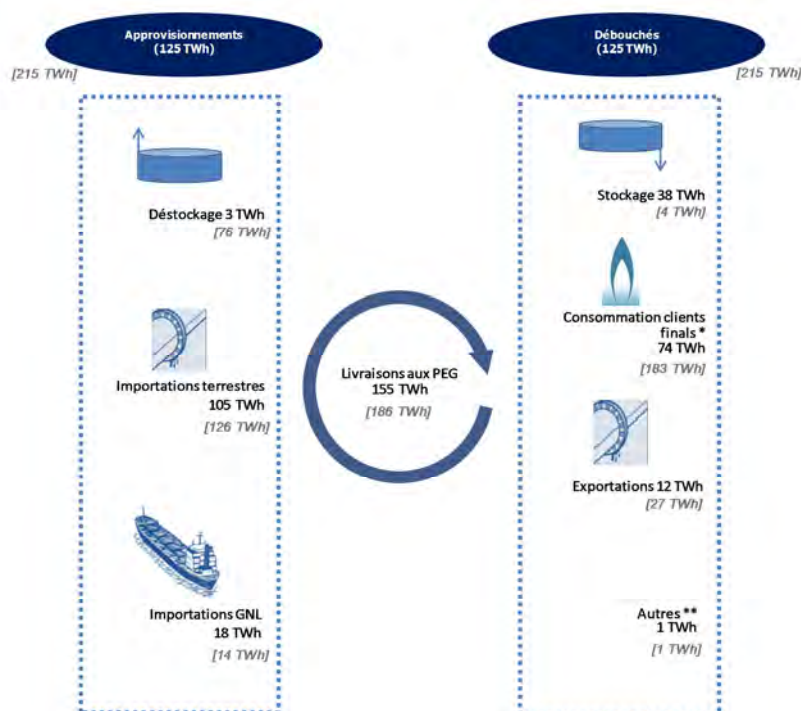 Approvisionnements
(125 TWh)
[215 TWh]
Déstockage 3 TWh
[76 TWh]
Importations terrestres
105 TWh
[126 TWh]
Importations GNL
18 TWh
[14 TWh]
Livraisons aux PEG
155 TWh
[186 TWh]
Débouchés
(125 TWh)
[215 TWh]
Stockage 38 TWh
[4 TWh]
Consommation clients
finals *
74 TWh
[183 TWh]
Exportations 12 TWh
[27 TWh]
Autres **
1 TWh
[1 TWh]